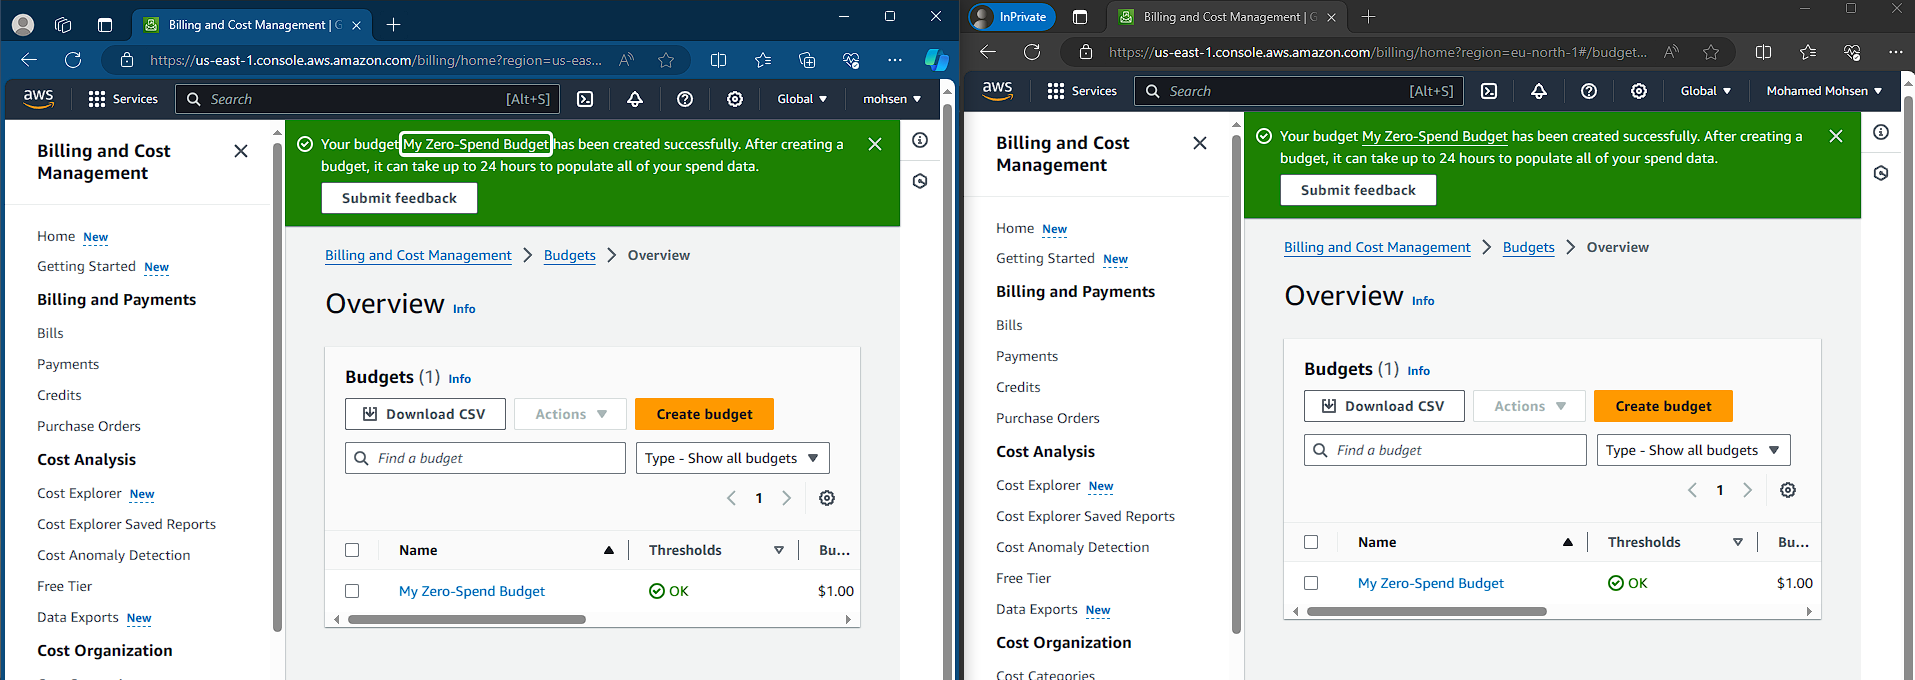 Billing and Cost Management | G
https://us-east-1.console.aws.amazon.com/billing/home?region=us-eas...
aws
Services
Search
[Alt+S]
Global
mohsen
Billing and Cost
Management
Home New
Getting Started New
Billing and Payments
Bills
Payments
Credits
Purchase Orders
Cost Analysis
Cost Explorer New
Cost Explorer Saved Reports
Cost Anomaly Detection
Free Tier
Data Exports New
Cost Organization
Your budget My Zero-Spend Budget has been created successfully. After creating a
budget, it can take up to 24 hours to populate all of your spend data.
Submit feedback
Billing and Cost Management > Budgets > Overview
Overview Info
Budgets (1) Info
Download CSV
Actions
Create budget
Find a budget
Type - Show all budgets
1
Name Thresholds Bu...
My Zero-Spend Budget OK $1.00
InPrivate
Billing and Cost Management | G
https://us-east-1.console.aws.amazon.com/billing/home?region=eu-north-1#/budget...
aws
Services
Search
[Alt+S]
Global
Mohamed Mohsen
Billing and Cost
Management
Home New
Getting Started New
Billing and Payments
Bills
Payments
Credits
Purchase Orders
Cost Analysis
Cost Explorer New
Cost Explorer Saved Reports
Cost Anomaly Detection
Free Tier
Data Exports New
Cost Organization
Cost Categories
Your budget My Zero-Spend Budget has been created successfully. After creating a
budget, it can take up to 24 hours to populate all of your spend data.
Submit feedback
Billing and Cost Management > Budgets > Overview
Overview Info
Budgets (1) Info
Download CSV
Actions
Create budget
Find a budget
Type - Show all budgets
1
Name Thresholds Bu...
My Zero-Spend Budget OK $1.00